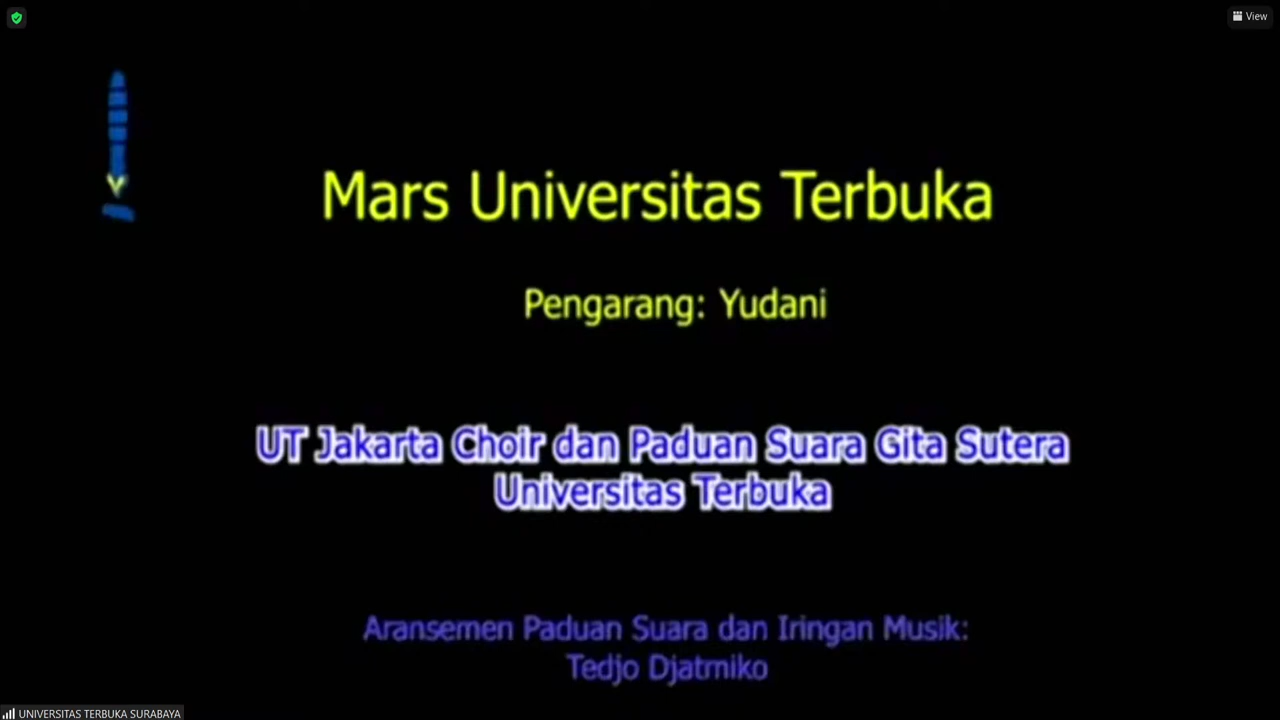 View
Mars Universitas Terbuka
Pengarang: Yudani
UT Jakarta Choir dan Paduan Suara Gita Sutera
Universitas Terbuka
Aransemen Paduan Suara dan Iringan Musik:
Tedjo Djatmiko
UNIVERSITAS TERBUKA SURABAYA